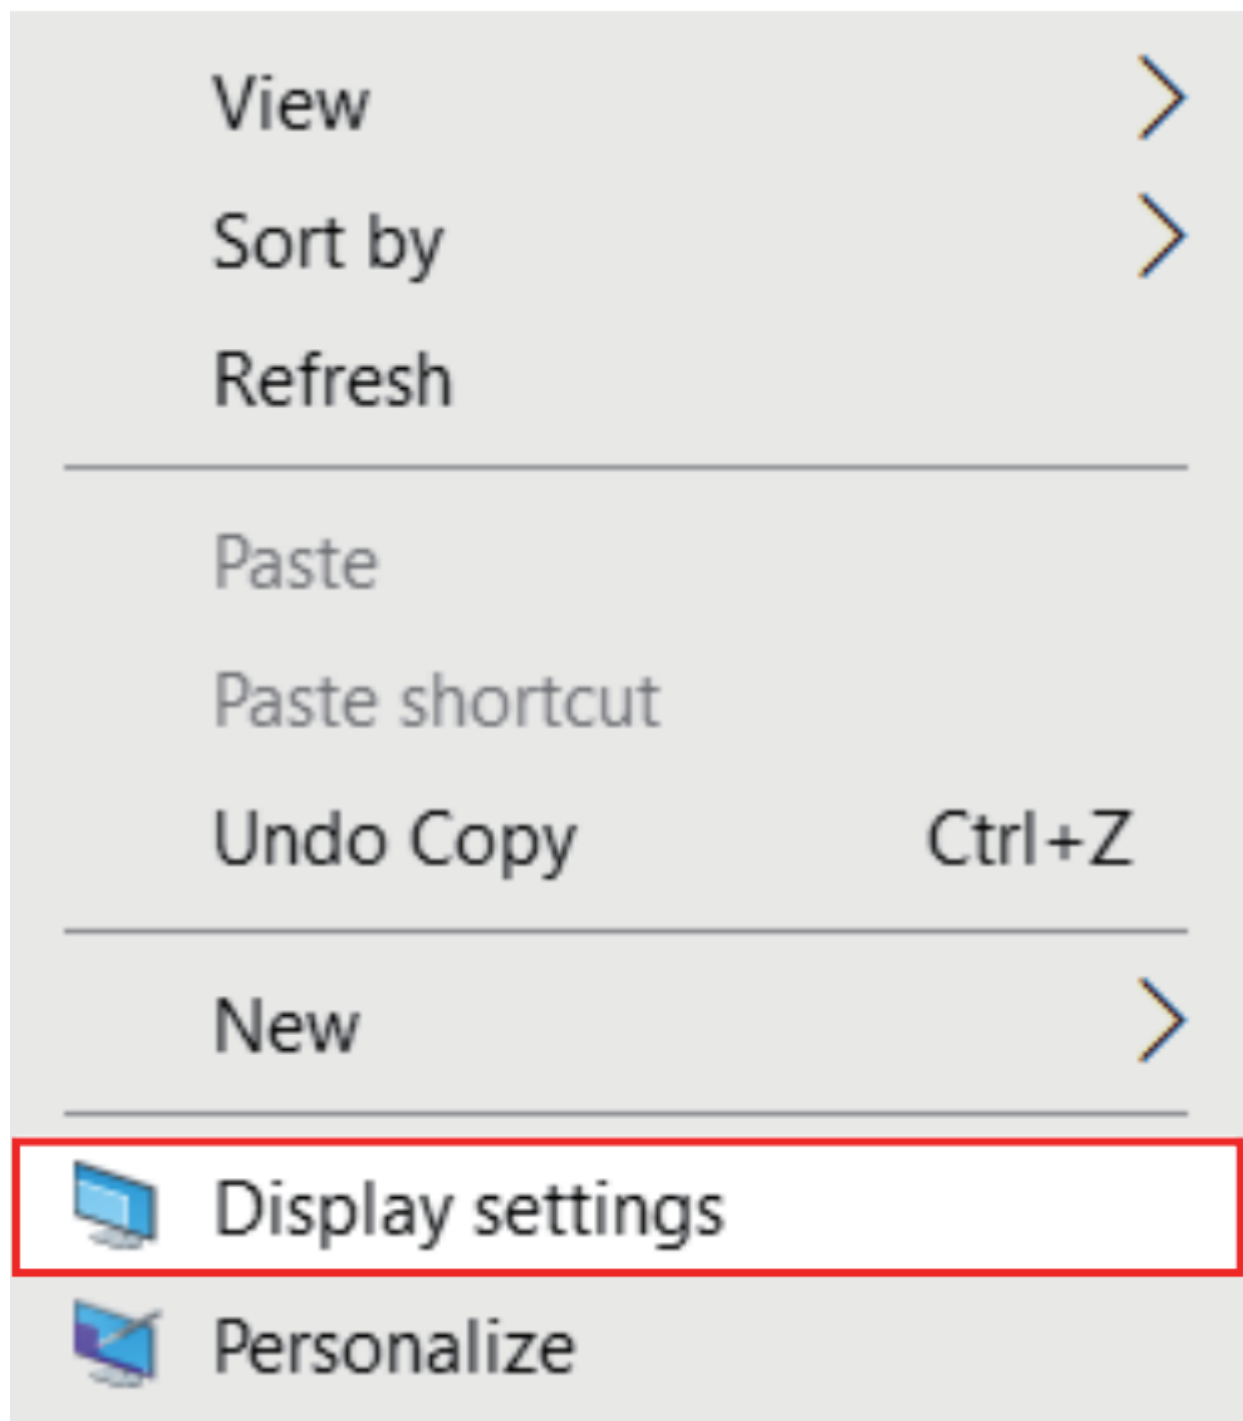 View
Sort by
Refresh
Paste
Paste shortcut
Undo Copy Ctrl+Z
New
Display settings
Personalize